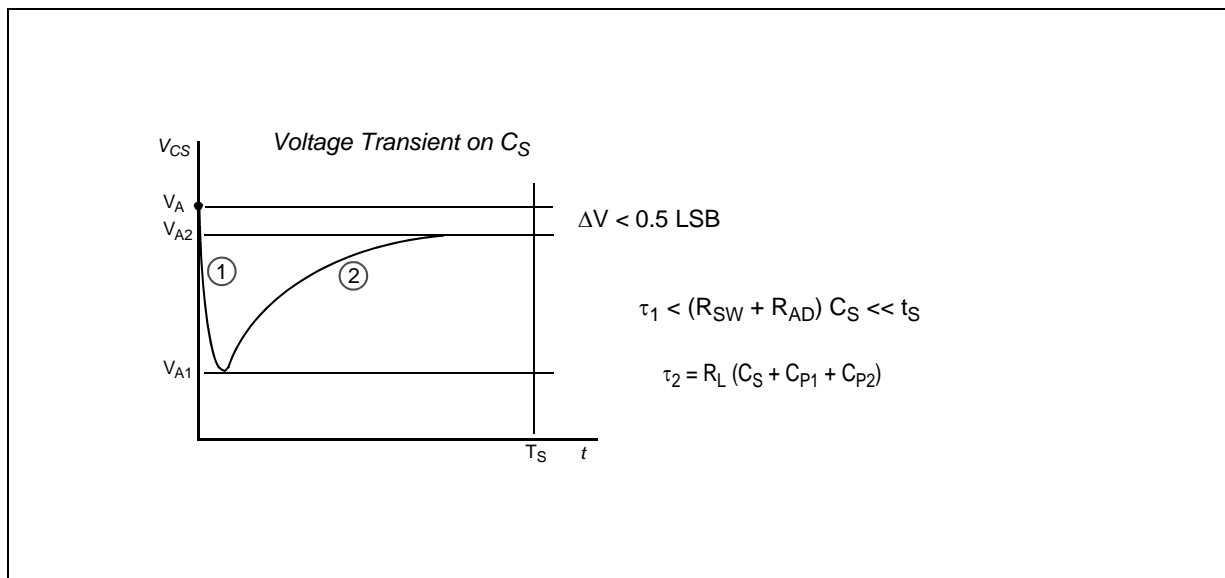 Voltage Transient on CS
VCS
VA
ΔV < 0.5 LSB
VA2
1
2
τ1 < (RSW + RAD) CS << tS
VA1
τ2 = RL (CS + CP1 + CP2)
TS
t